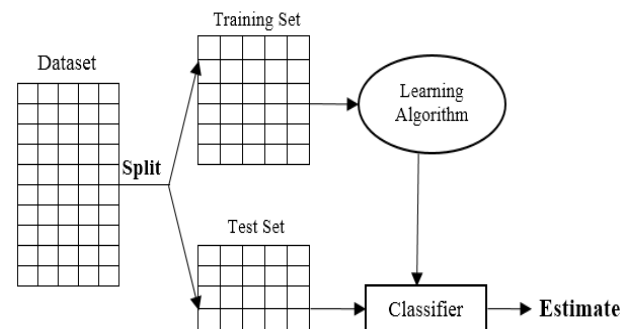 Training Set
Dataset
Learning
Algorithm
Split
Test Set
Classifier
Estimate